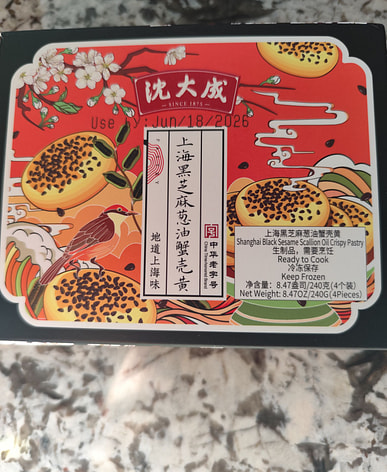 沈大成
SINCE 1875
Use by:Jun/18/2026
上海黑芝麻葱油蟹壳黄
地道上海味
中华老字号
China Time-honored Brand
上海黑芝麻葱油蟹壳黄
Shanghai Black Sesame Scallion Oil Crispy Pastry
生制品，需要烹饪
Ready to Cook
冷冻保存
Keep Frozen
净含量：8.47盎司/240克(4个装)
Net Weight: 8.47OZ/240G(4Pieces)